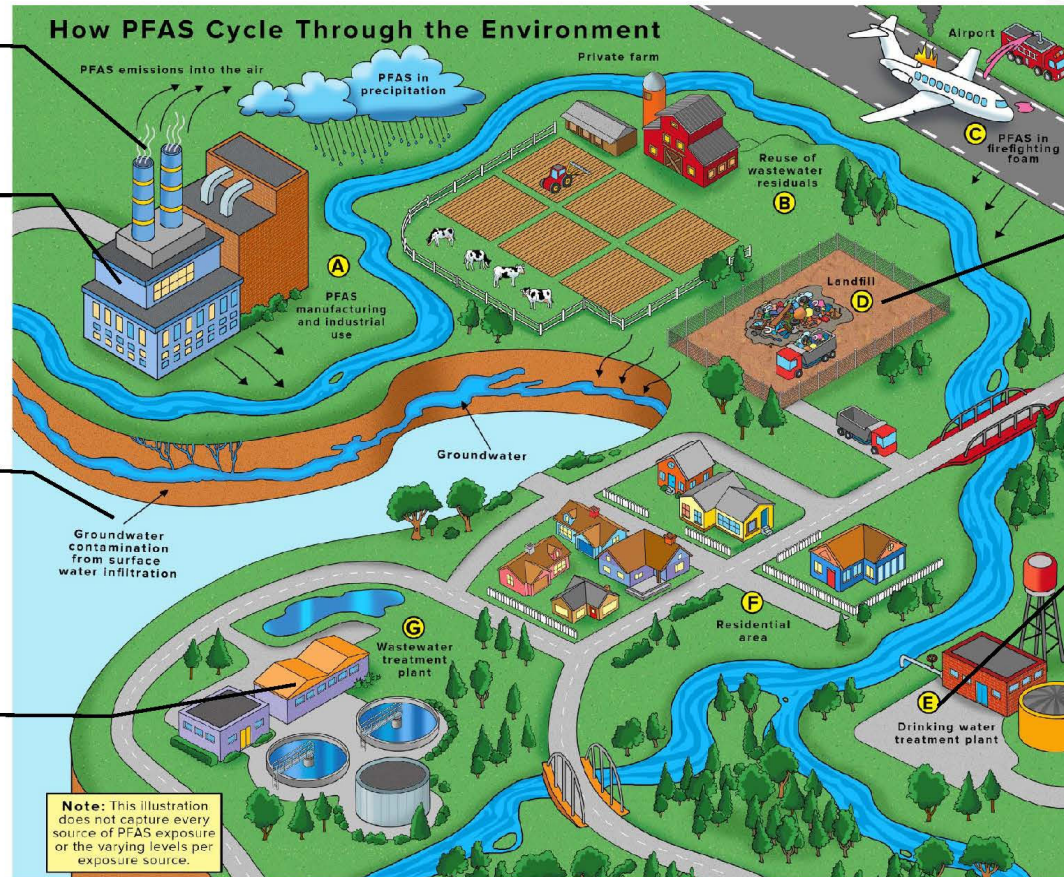 How PFAS Cycle Through the Environment
PFAS emissions into the air
PFAS in
precipitation
Private farm
Airport
C
PFAS in
firefighting
foam
Reuse of
wastewater
residuals
B
A
PFAS
manufacturing
and industrial
use
Landfill
D
Groundwater
Groundwater
contamination
from surface
water infiltration
F
Residential
area
G
Wastewater
treatment
plant
E
Drinking water
treatment plant
Note: This illustration
does not capture every
source of PFAS exposure
or the varying levels per
exposure source.